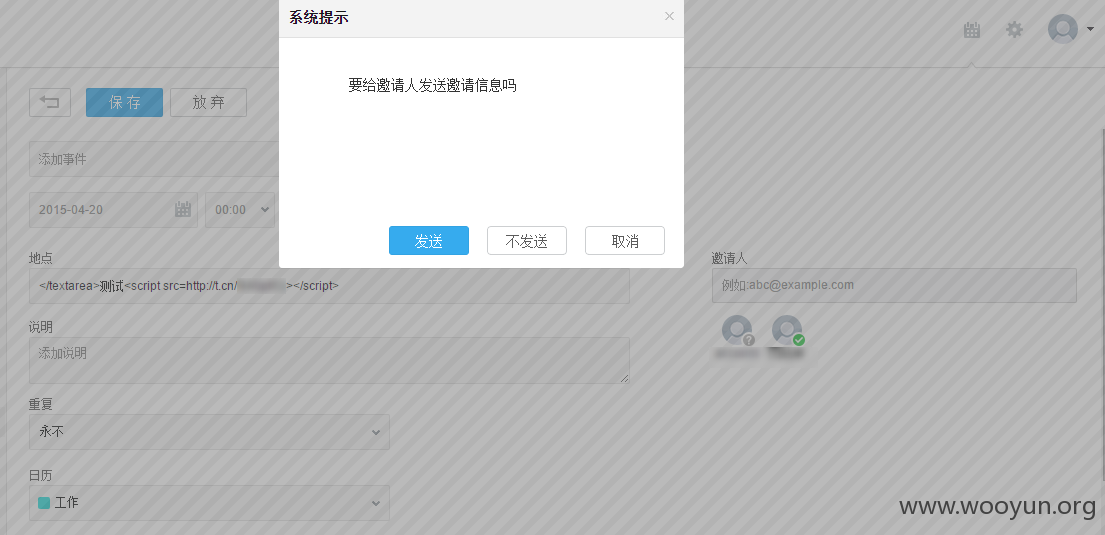 系统提示
×
要给邀请人发送邀请信息吗
保存
放弃
添加事件
2015-04-20
00:00
发送
不发送
取消
地点
邀请人
</textarea>测试<script src=http://t.cn/ ></script>
例如:abc@example.com
说明
添加说明
重复
永不
日历
工作
www.wooyun.org